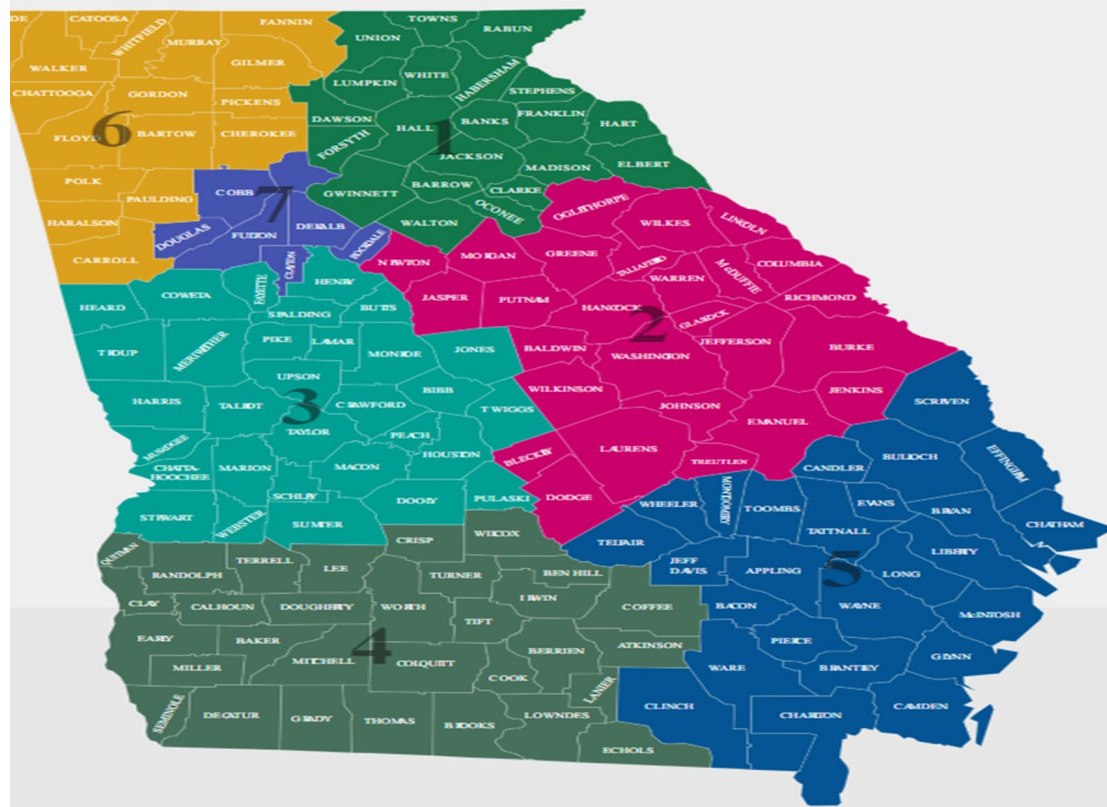 DE
CATOOSA
WHITFIELD
MURRAY
FANNIN
WALKER
GILMER
CHATTOOGA
GORDON
PICKENS
FLOYD
6
BARTOW
CHEROKEE
POLK
PAULDING
HARALSON
CARROLL
TOWNS
RABUN
UNION
WHITE
HABERSHAM
LUMPKIN
STEPHENS
DAWSON
HALL
1
BANKS
FRANKLIN
HART
FORSYTH
JACKSON
MADISON
ELBERT
GWINNETT
BARROW
CLARKE
OCONEE
WALTON
COBB
7
DOUGLAS
FULTON
DEKALB
ROCKDALE
CLAYTON
OGLETHORPE
WILKES
LINCOLN
NEWTON
MORGAN
GREENE
TALIAFERRO
WARREN
McDUFFIE
COLUMBIA
JASPER
PUTNAM
HANCOCK
RICHMOND
2
GLASCOCK
BALDWIN
WASHINGTON
JEFFERSON
BURKE
WILKINSON
JOHNSON
JENKINS
EMANUEL
LAURENS
BLECKLEY
TREUTLEN
DODGE
HEARD
COWETA
FAYETTE
HENRY
SPALDING
BUTTS
TROUP
MERIWETHER
PIKE
LAMAR
MONROE
JONES
UPSON
BIBB
HARRIS
TALBOT
3
CRAWFORD
TWIGGS
TAYLOR
PEACH
MUSCOGEE
HOUSTON
CHATTA-
HOOCHEE
MARION
MACON
SCHLEY
DOOLY
PULASKI
STEWART
WEBSTER
SUMTER
QUITMAN
RANDOLPH
TERRELL
LEE
CRISP
WILCOX
TURNER
BEN HILL
CLAY
CALHOUN
DOUGHERTY
WORTH
IRWIN
COFFEE
TIFT
EARLY
BAKER
4
BERRIEN
ATKINSON
MILLER
MITCHELL
COLQUITT
COOK
LANIER
SEMINOLE
DECATUR
GRADY
THOMAS
BROOKS
LOWNDES
ECHOLS
SCREVEN
CANDLER
BULLOCH
EFFINGHAM
WHEELER
MONTGOMERY
TOOMBS
EVANS
TATTNALL
BRYAN
CHATHAM
TELFAIR
JEFF
DAVIS
APPLING
5
LONG
LIBERTY
BACON
WAYNE
McINTOSH
PIERCE
WARE
BRANTLEY
GLYNN
CLINCH
CHARLTON
CAMDEN